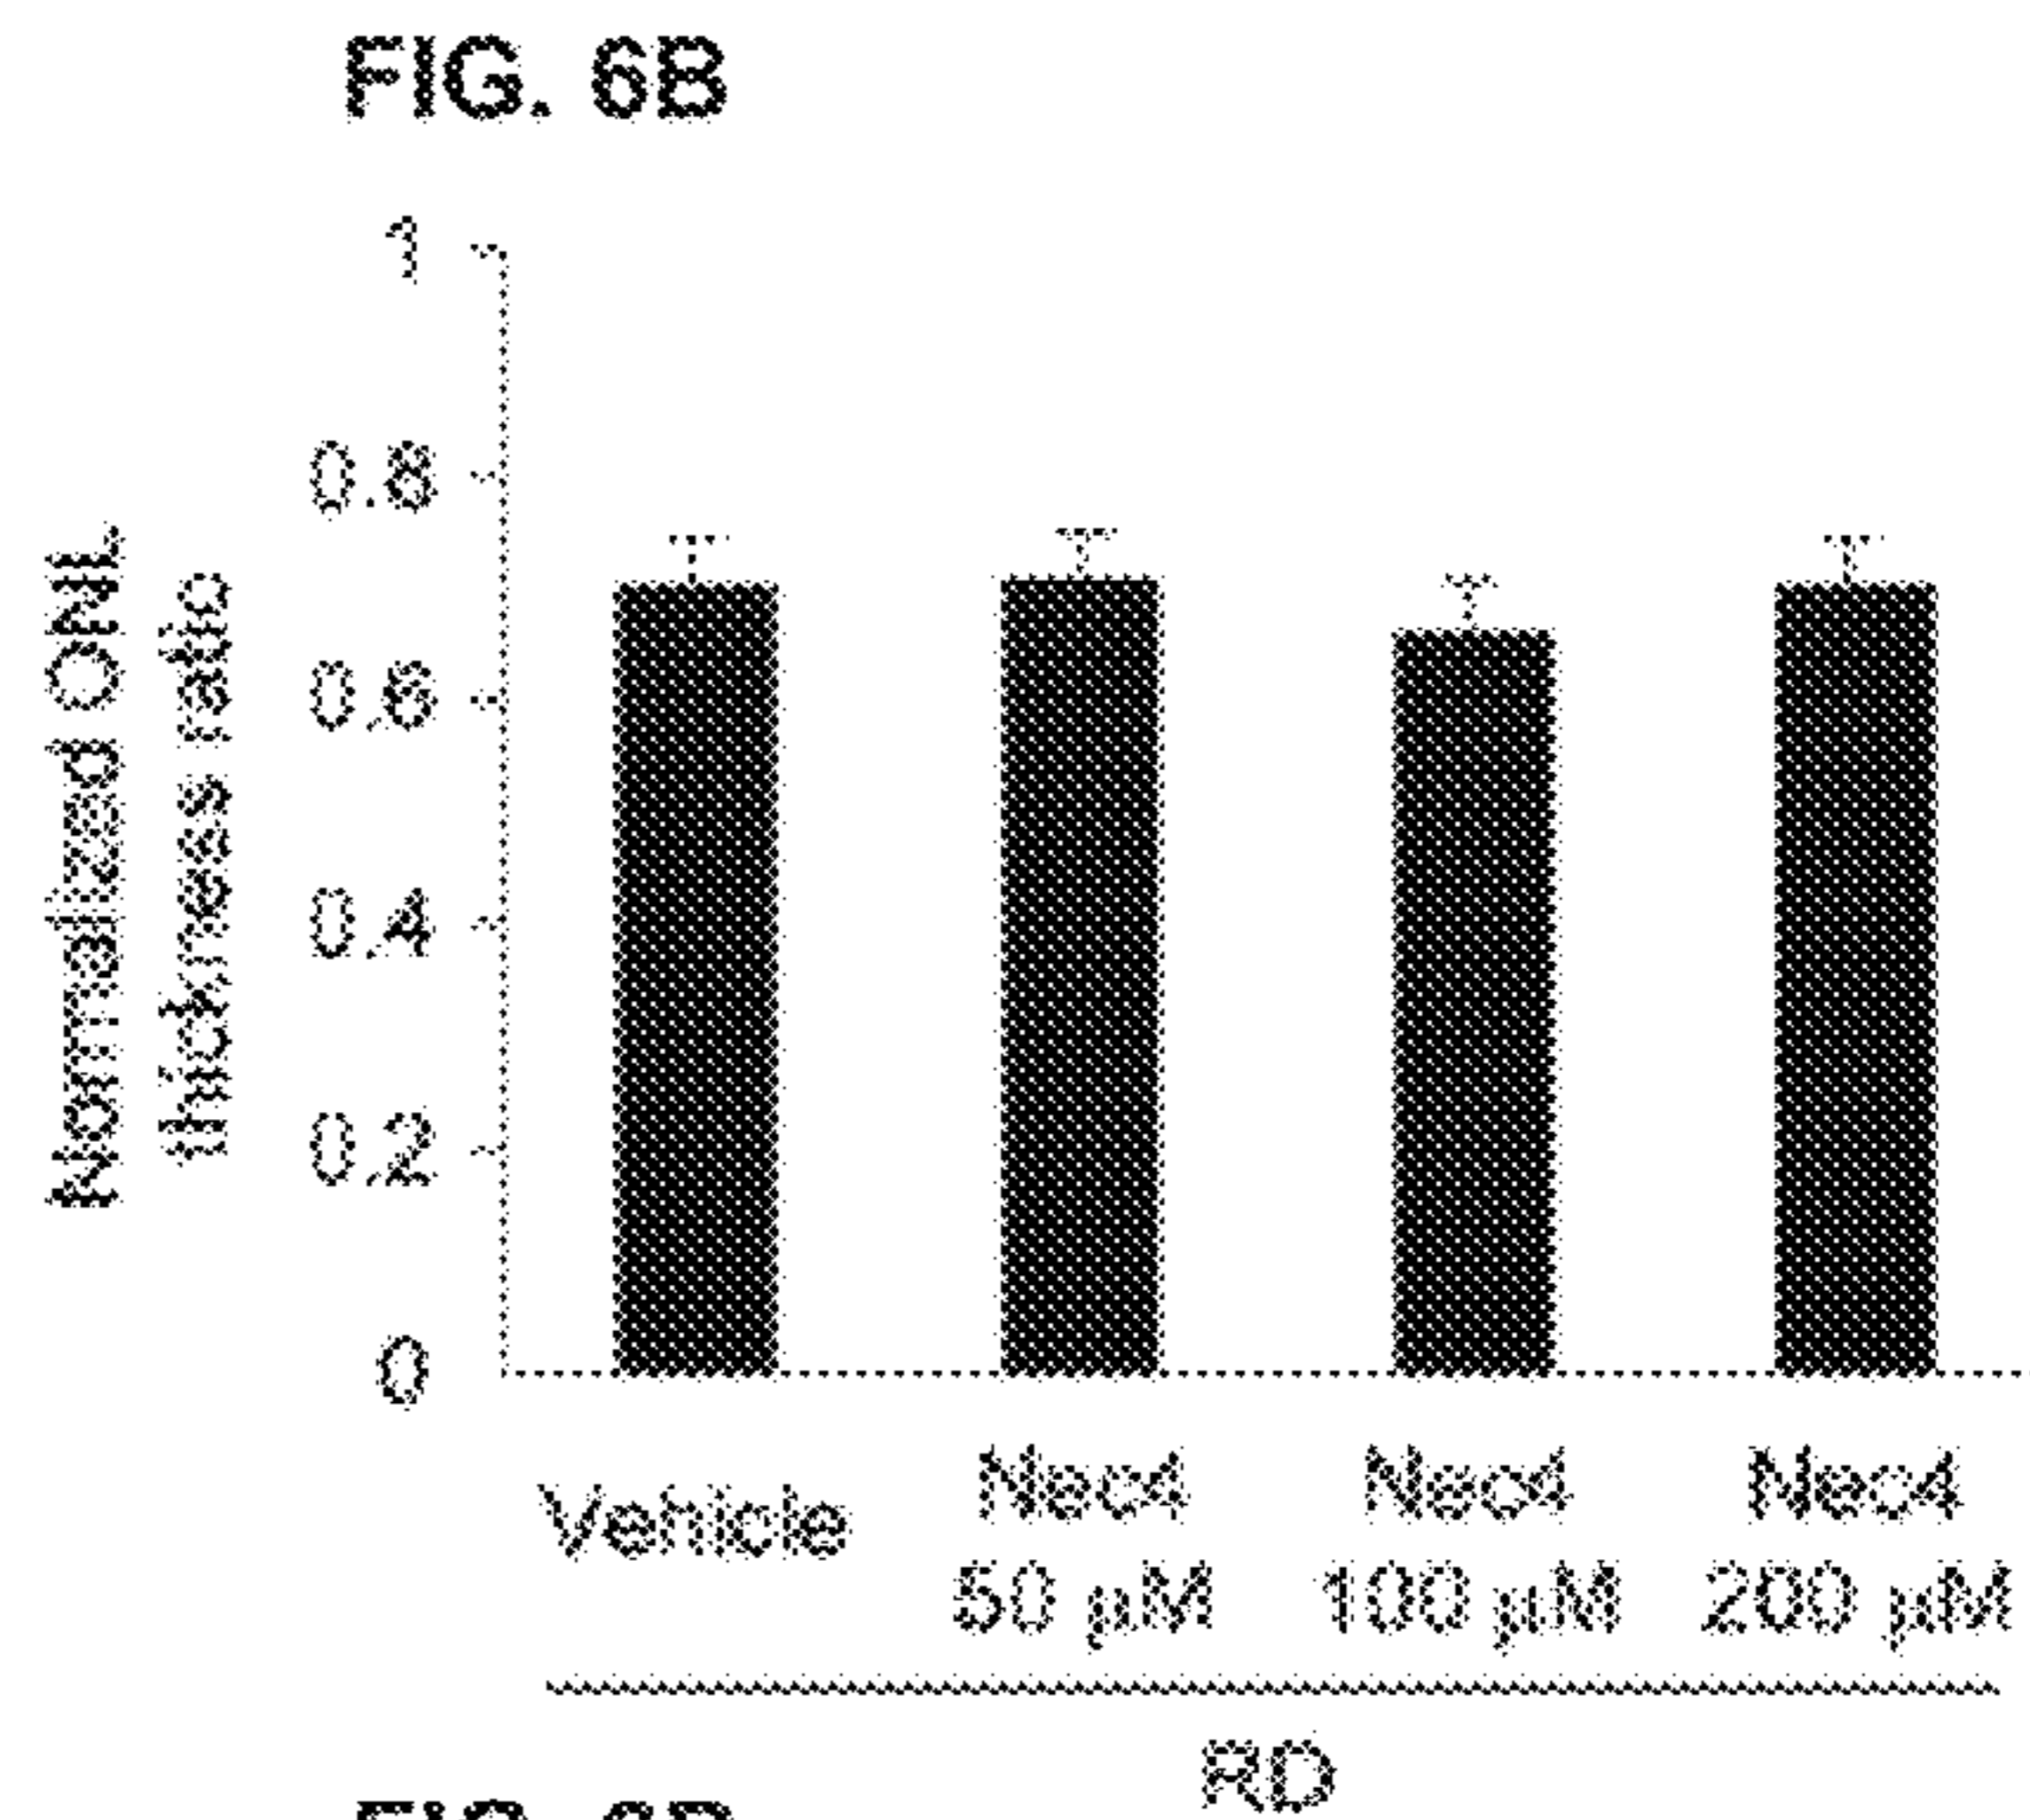 FIG. 6B
Normalized ONL
thickness ratio
1
0.8
0.6
0.4
0.2
0
Vehicle
Nec4
50 μM
Nec4
100 μM
Nec4
200 μM
RD